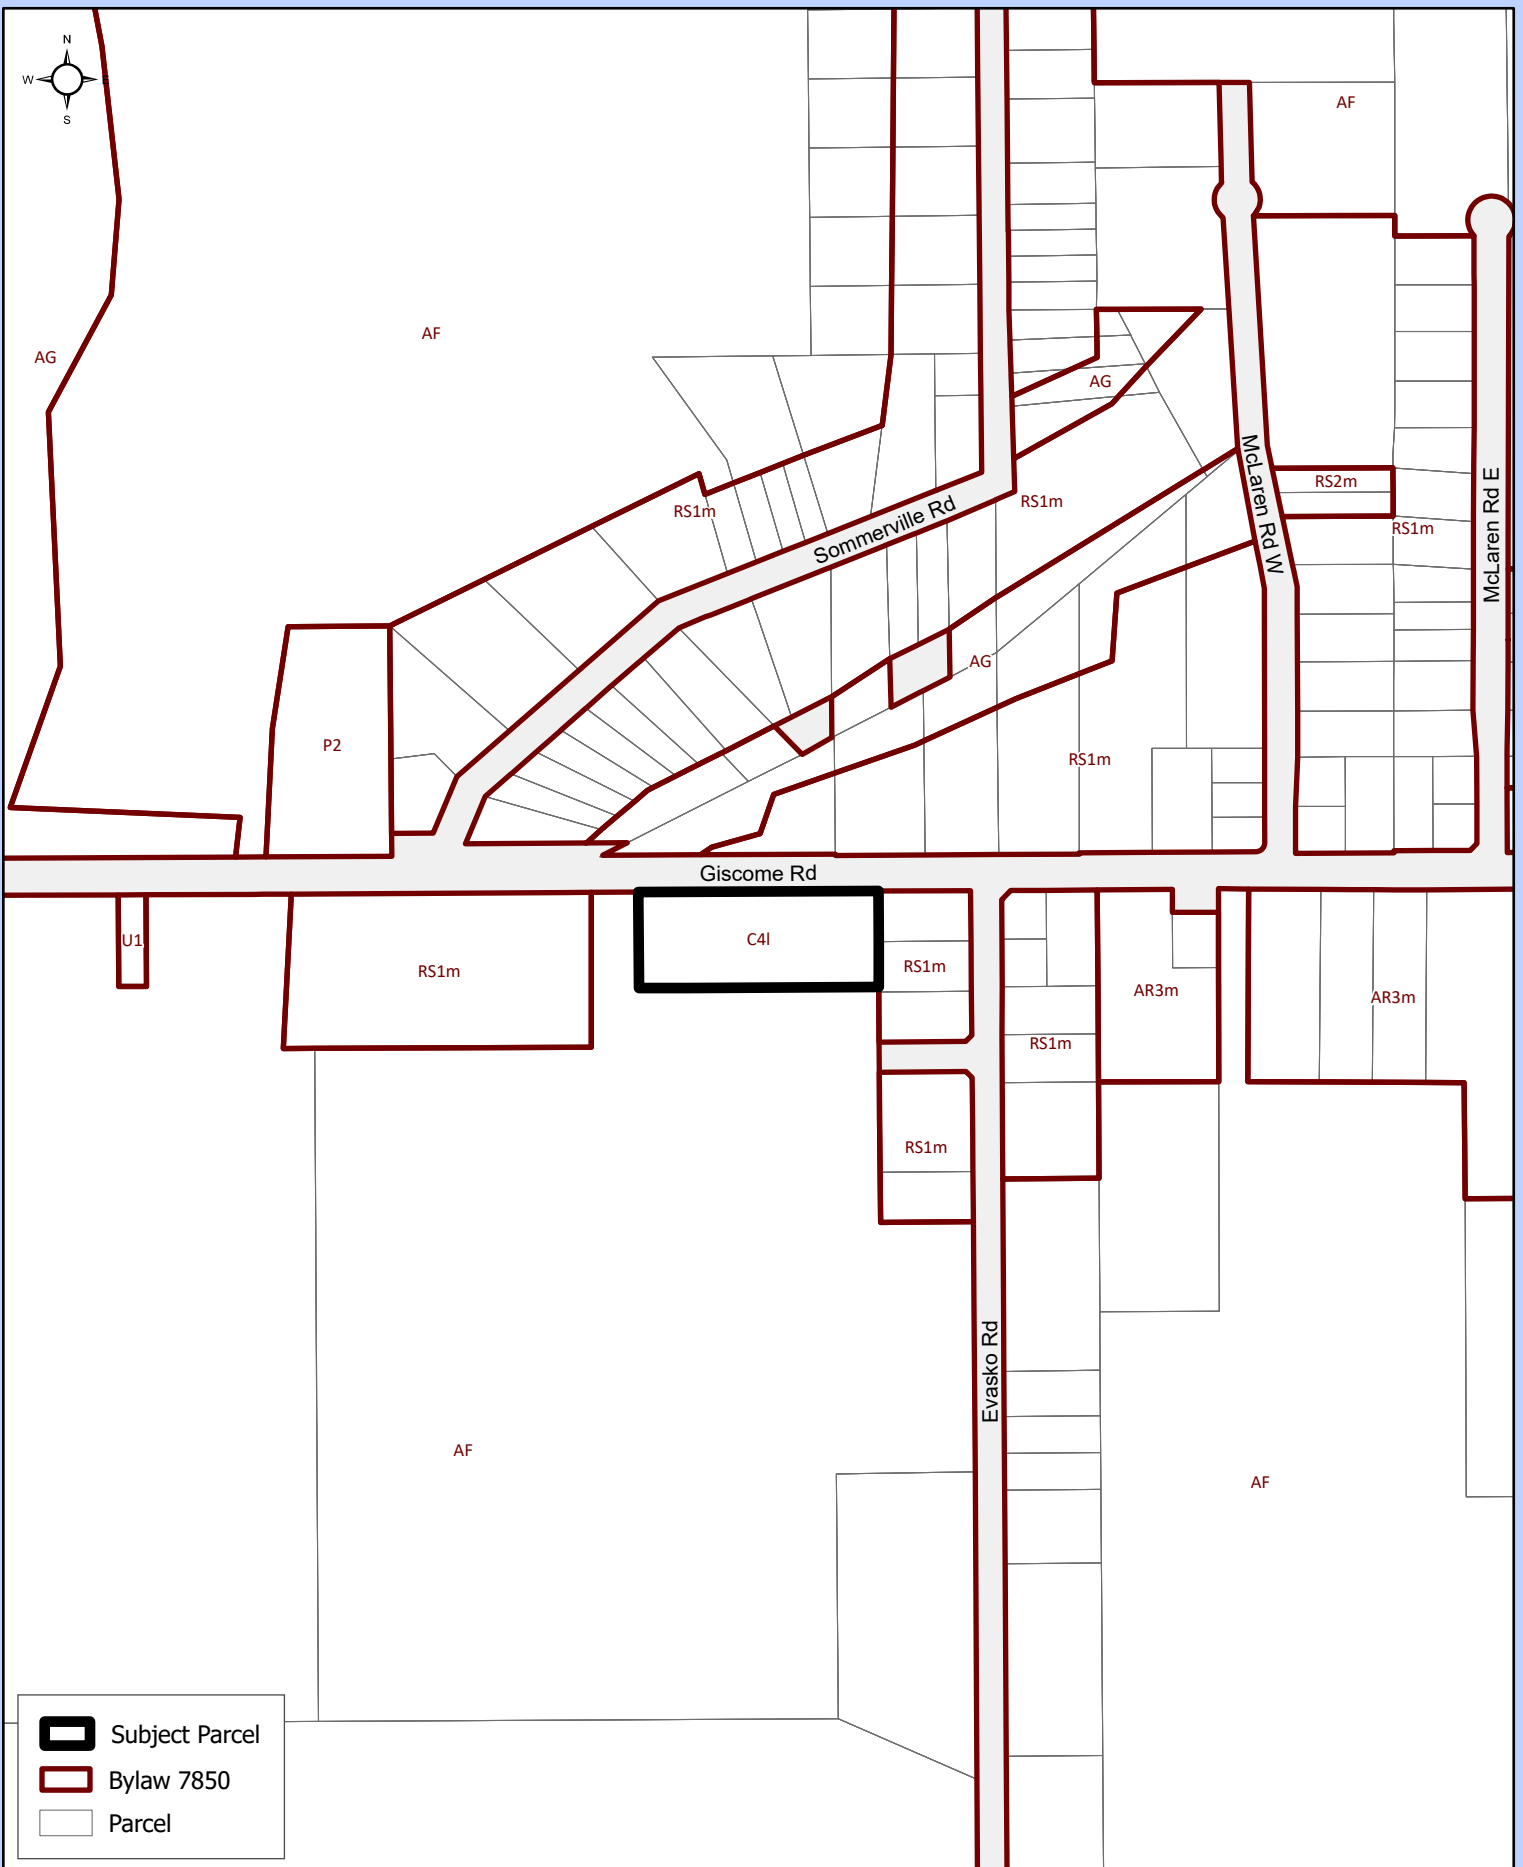 N
W
S
AF
AF
AG
AG
RS2m
RS1m
RS1m
Sommerville Rd
RS1m
McLaren Rd W
McLaren Rd E
AG
P2
RS1m
Giscome Rd
U1
RS1m
C4l
RS1m
AR3m
AR3m
RS1m
RS1m
Evasko Rd
AF
AF
Subject Parcel
Bylaw 7850
Parcel